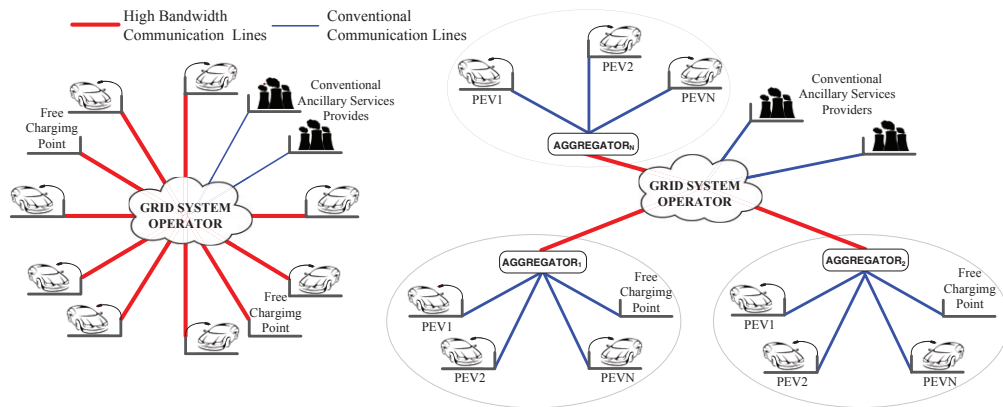 High Bandwidth
Communication Lines
Conventional
Communication Lines
Free
Chargimg
Point
Conventional
Ancillary Services
Provides
GRID SYSTEM
OPERATOR
Free
Chargimg
Point
PEV1
PEV2
PEVN
AGGREGATORN
Conventional
Ancillary Services
Providers
GRID SYSTEM
OPERATOR
AGGREGATOR1
PEV1
PEV2
PEVN
Free
Chargimg
Point
AGGREGATOR2
PEV1
PEV2
PEVN
Free
Chargimg
Point